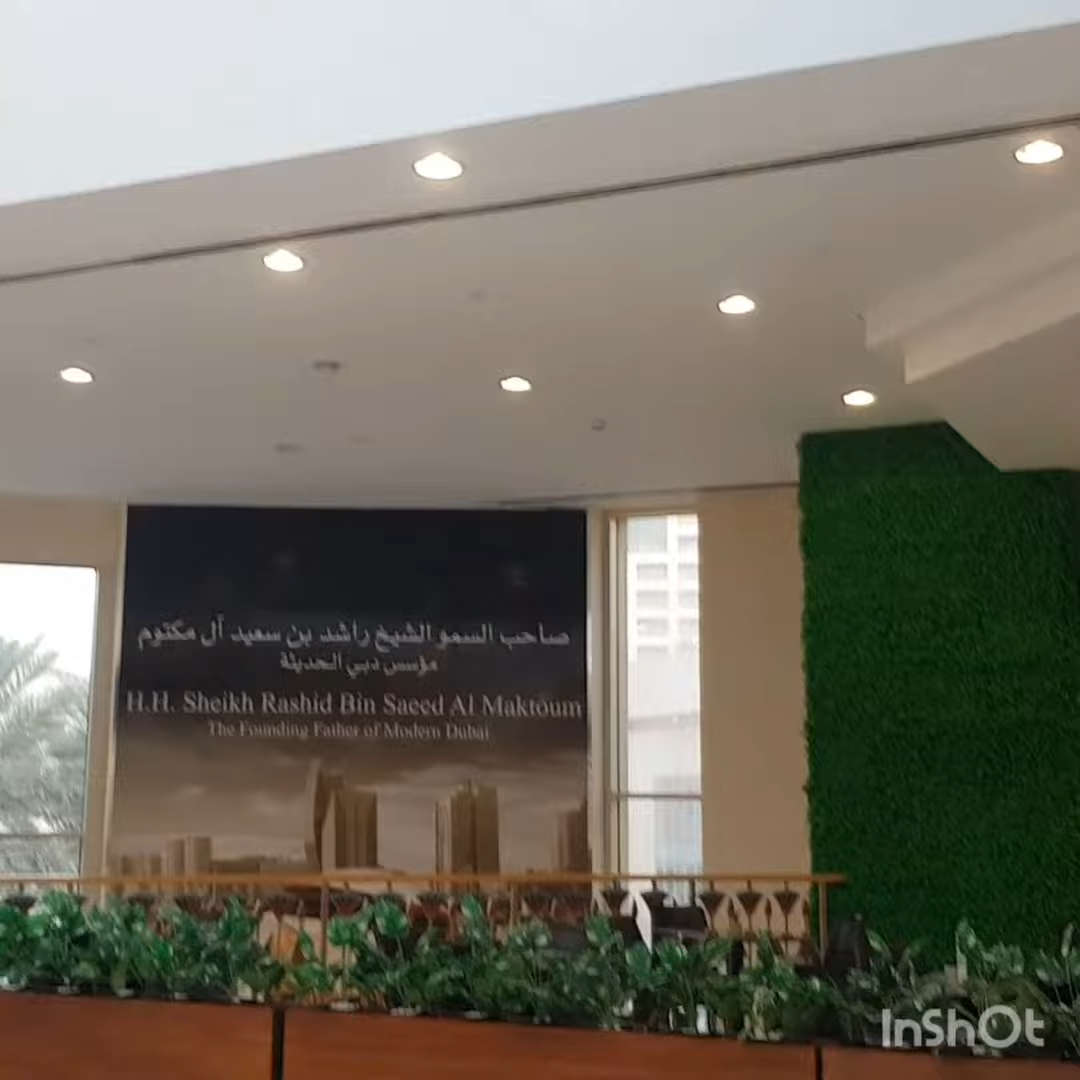 صاحب السمو الشيخ راشد بن سعيد آل مكتوم
مؤسس دبي الحديثة
H.H. Sheikh Rashid Bin Saeed Al Maktoum
The Founding Father of Modern Dubai
InShOt